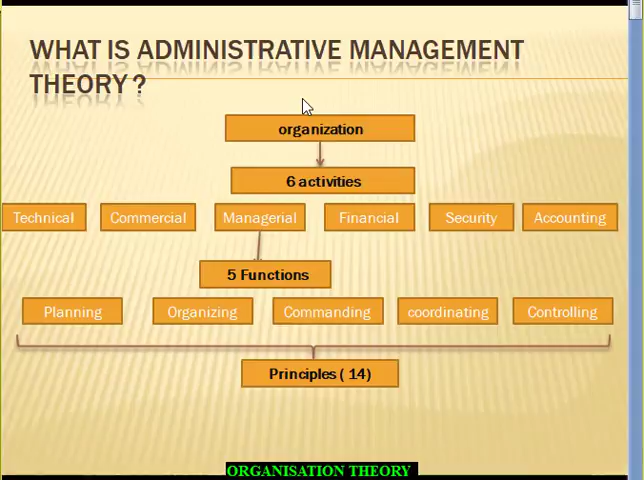 WHAT IS ADMINISTRATIVE MANAGEMENT
THEORY ?
organization
6 activities
Technical Commercial Managerial Financial Security Accounting
5 Functions
Planning Organizing Commanding coordinating Controlling
Principles ( 14)
ORGANISATION THEORY